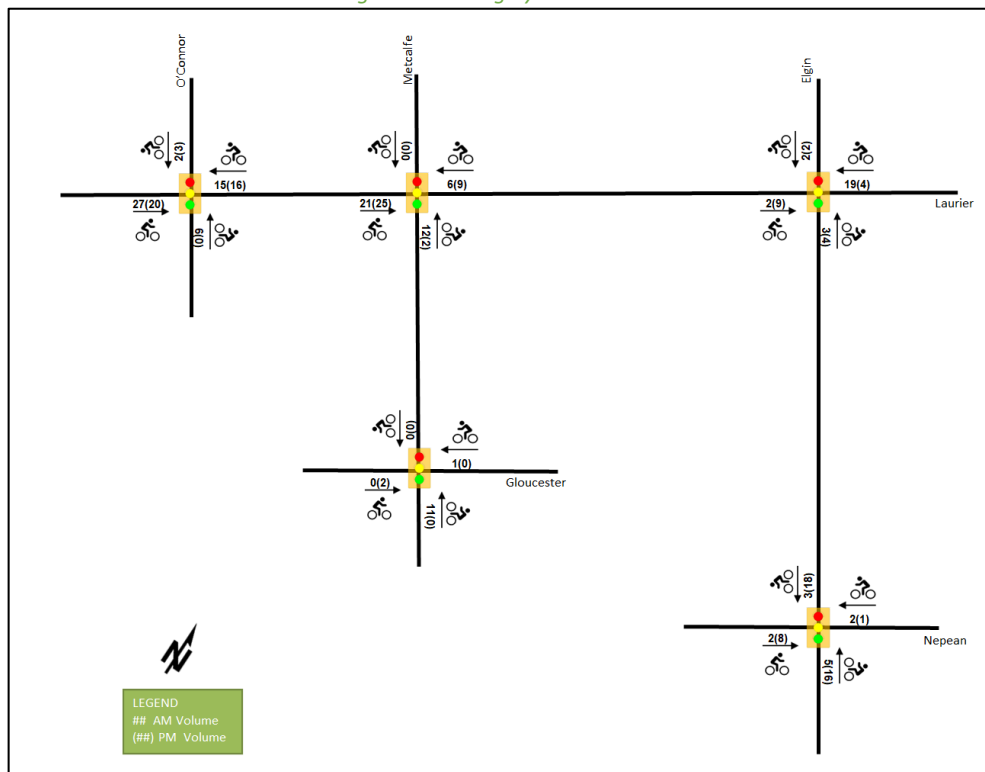 O'Connor
Metcalfe
Elgin
2(3)
0(0)
2(2)
15(16)
6(9)
19(4)
Laurier
27(20)
21(25)
2(9)
6(0)
12(2)
3(4)
0(0)
1(0)
Gloucester
0(2)
11(0)
3(18)
2(1)
Nepean
2(8)
5(16)
N
LEGEND
## AM Volume
(##) PM Volume